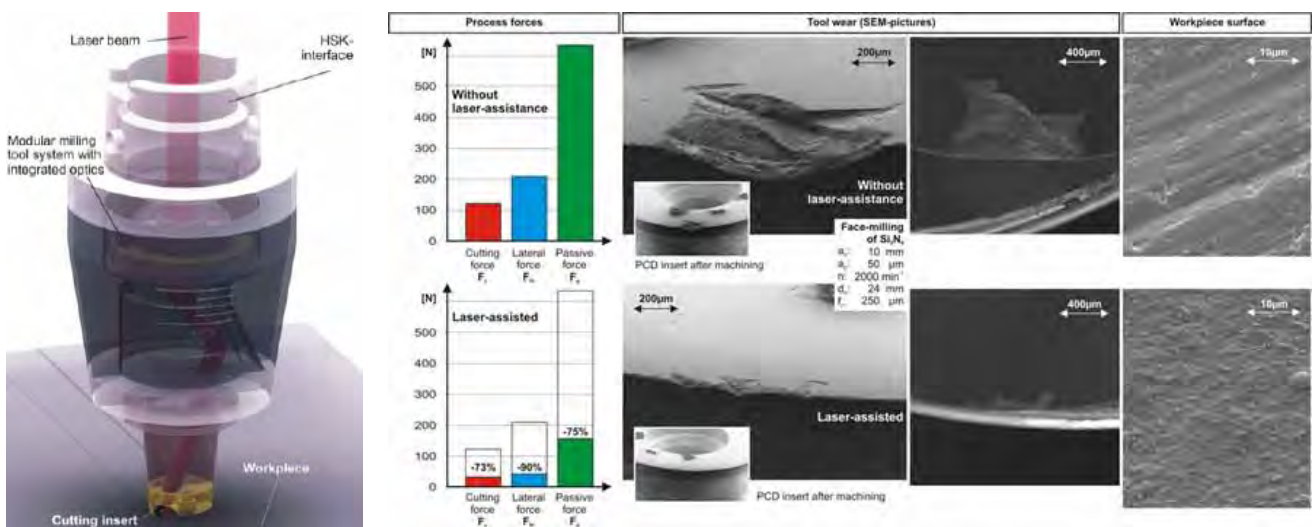 Laser beam
HSK-
interface
Modular milling
tool system with
integrated optics
Workpiece
Cutting insert
Process forces
Tool wear (SEM-pictures)
Workpiece surface
[N]
500
400
300
200
100
0
Without
laser-assistance
Cutting
force
Lateral
force
Passive
force
200µm
400µm
10µm
Without
laser-assistance
PCD insert after machining
Face-milling
of Si₃N₄
10 mm
50 µm
n: 2000 min⁻¹
24 mm
250 µm
[N]
500
400
300
200
100
0
Laser-assisted
-73%
-90%
-75%
Cutting
force
Lateral
force
Passive
force
200µm
400µm
10µm
Laser-assisted
PCD insert after machining